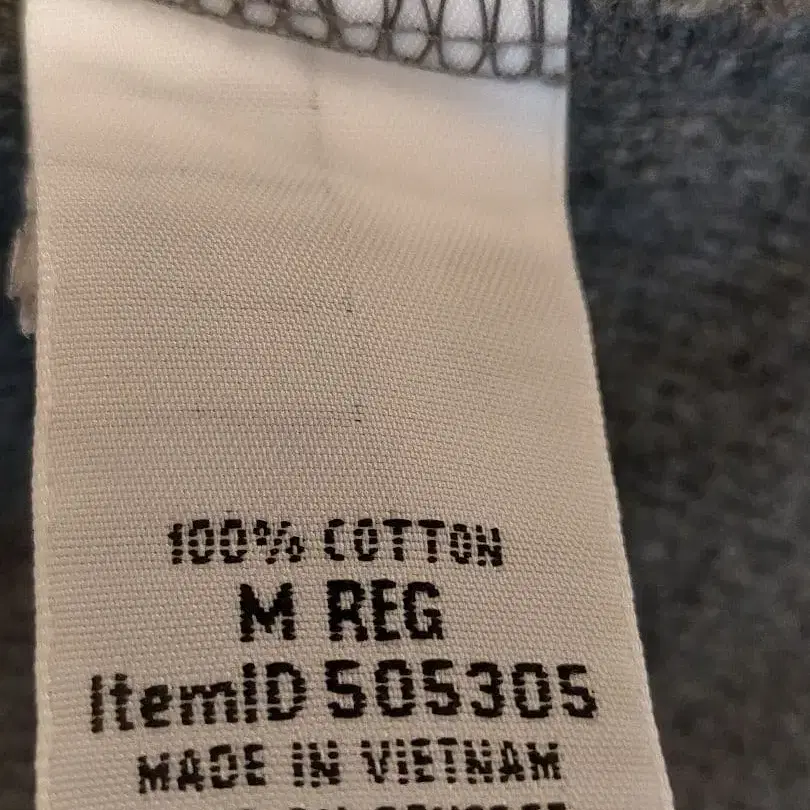 100% COTTON
M REG
ItemID 505305
MADE IN VIETNAM